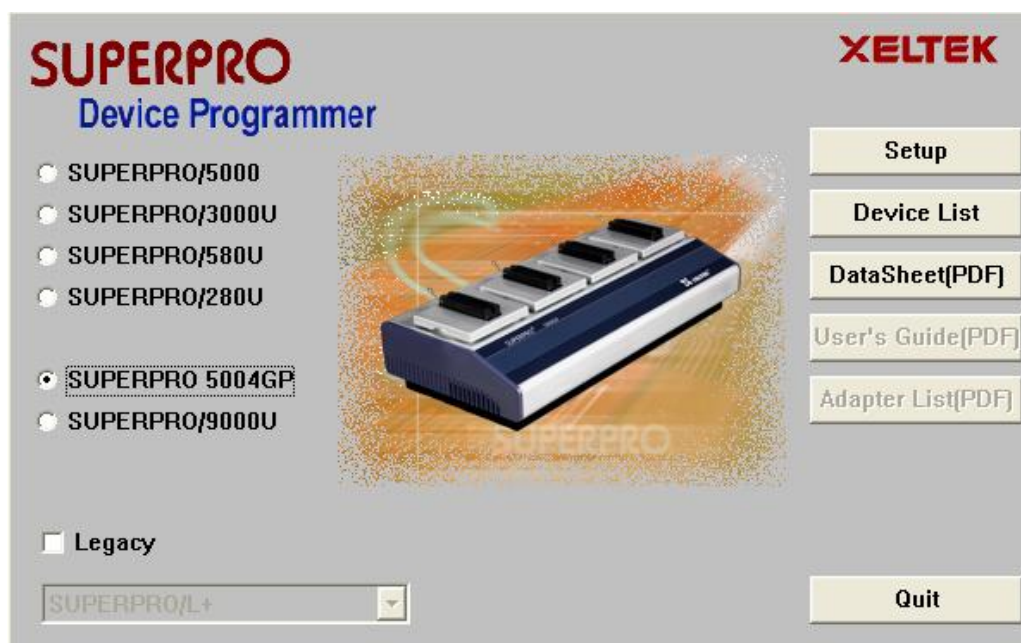 SUPERPRO
XELTEK
Device Programmer
SUPERPRO/5000
SUPERPRO/3000U
SUPERPRO/580U
SUPERPRO/280U
SUPERPRO 5004GP
SUPERPRO/9000U
SUPERPRO
Legacy
SUPERPRO/L+
Setup
Device List
DataSheet(PDF)
User's Guide(PDF)
Adapter List(PDF)
Quit